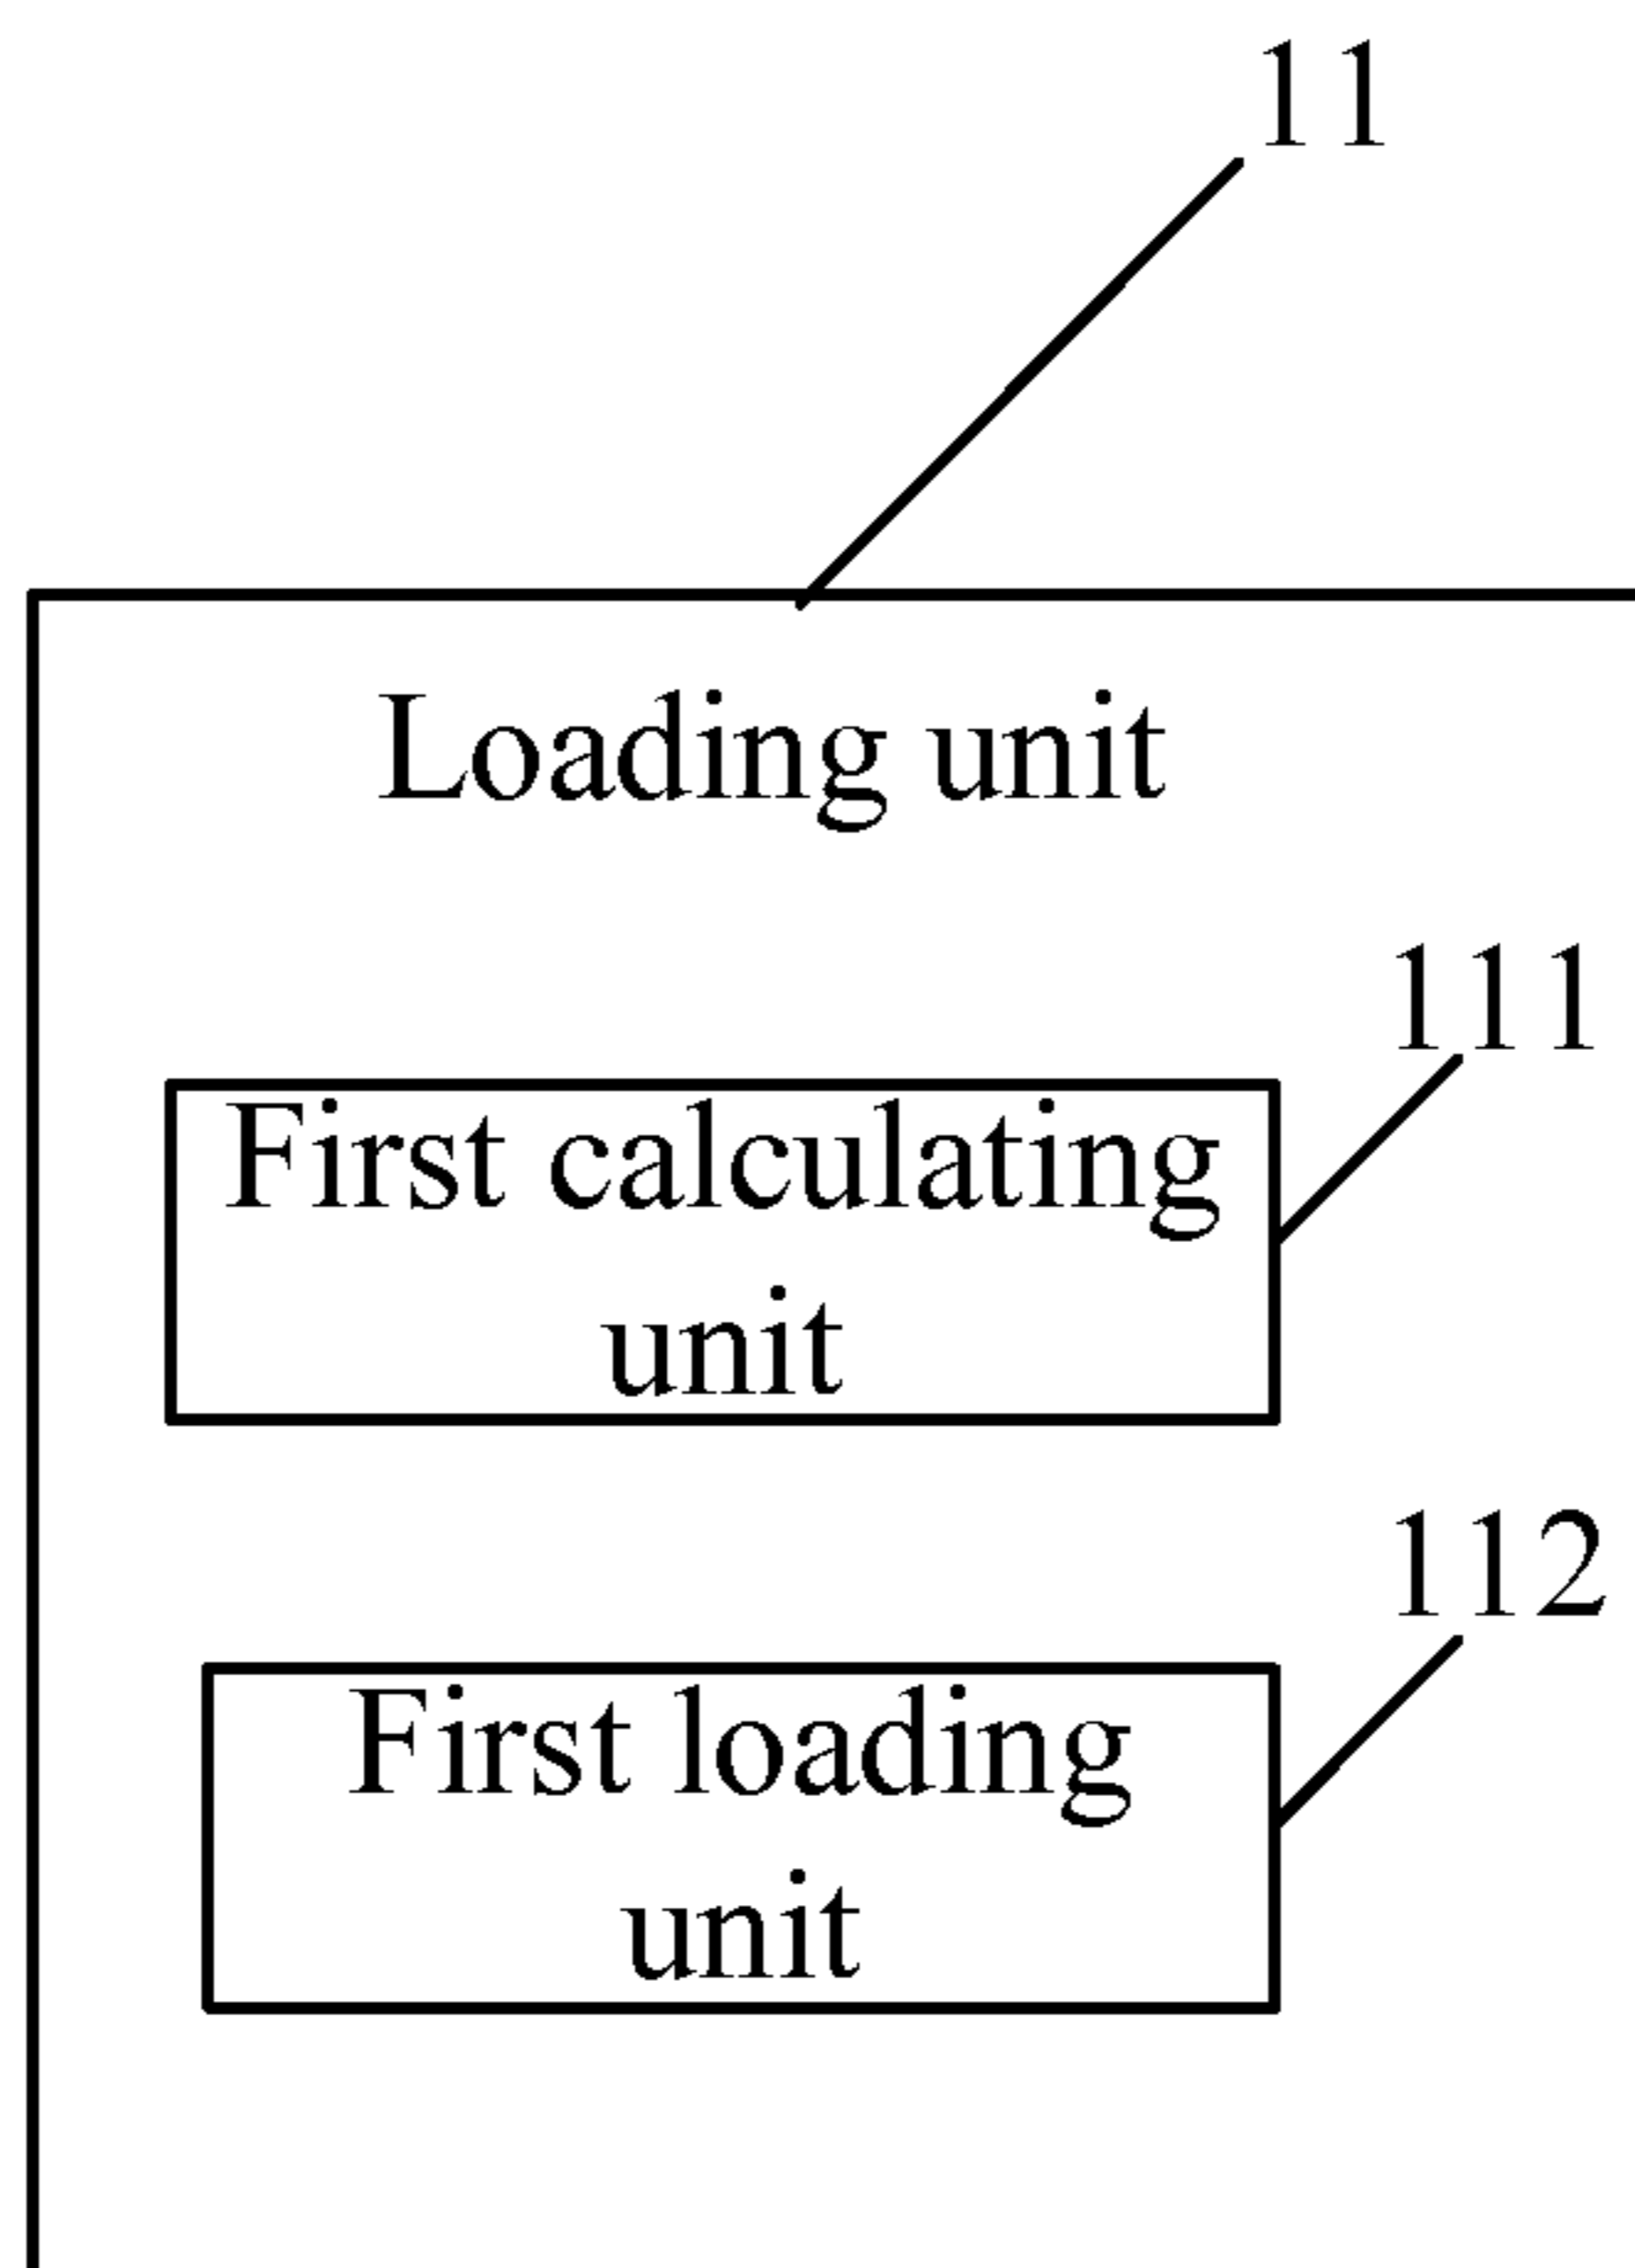 11
Loading unit
111
First calculating
unit
112
First loading
unit